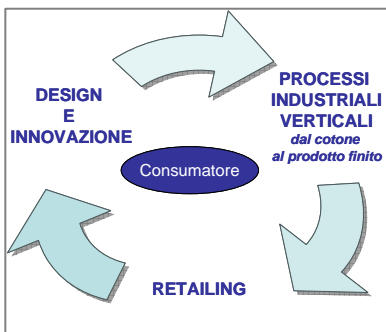 DESIGN
E
INNOVAZIONE
PROCESSI
INDUSTRIALI
VERTICALI
dal cotone
al prodotto finito
Consumatore
RETAILING